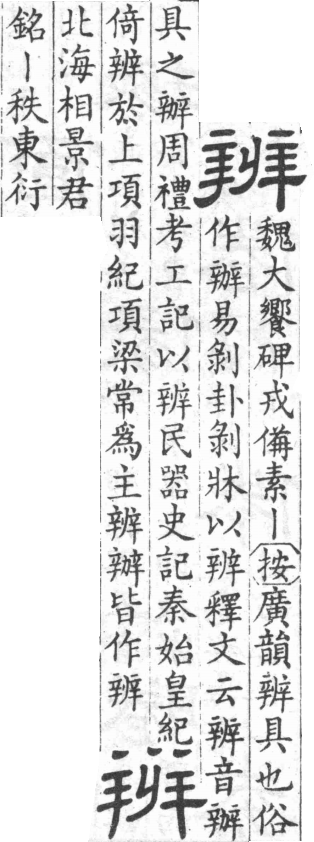 辨
魏大饗碑戎備素丨按廣韻辨具也俗
作辦易剝卦剝牀以辨釋文云辨音辦
具之辦周禮考工記以辨民器史記秦始皇紀
倚辨於上項羽紀項梁常爲主辨辦皆作辨
辨
北海相景君
銘丨秩東衍